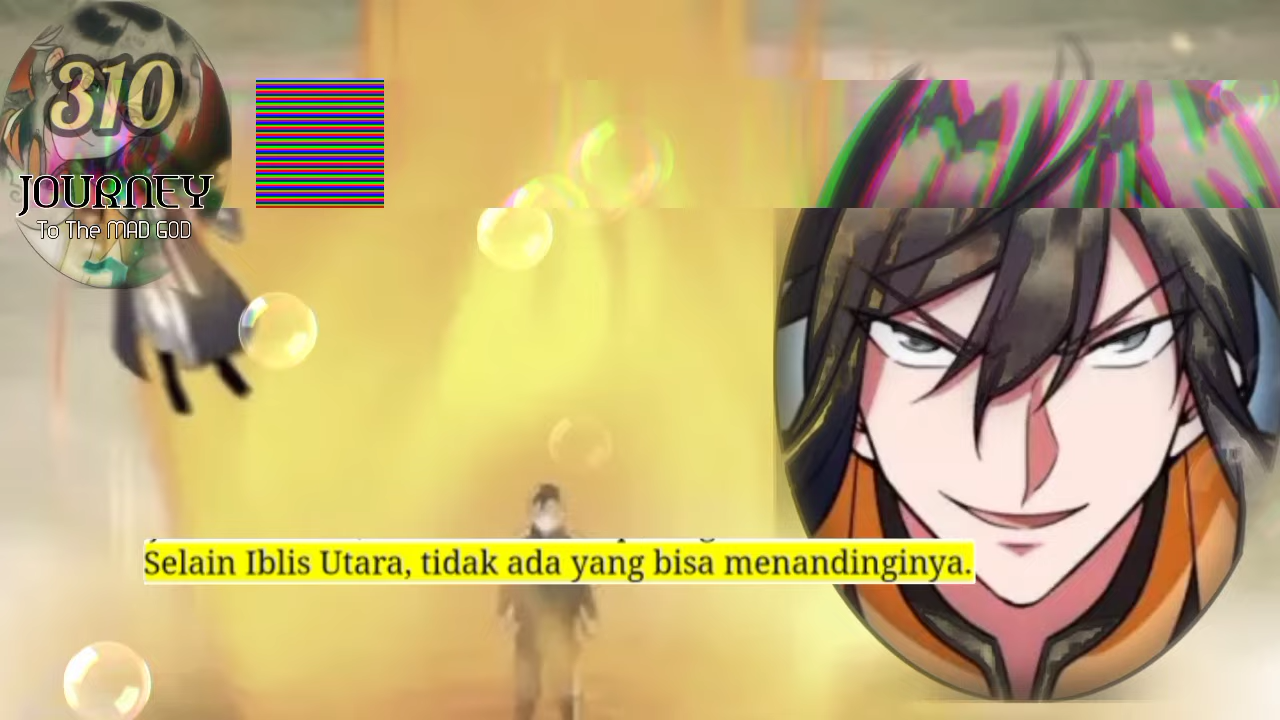 310
JOURNEY
To The MAD GOD
Selain Iblis Utara, tidak ada yang bisa menandinginya.